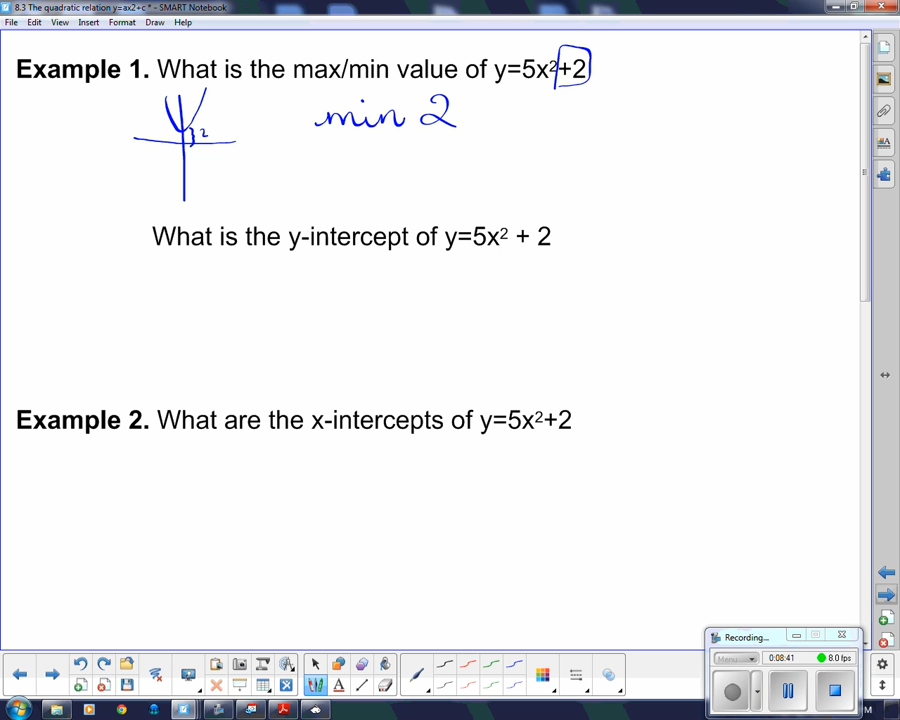 8.3 The quadratic relation y=ax2+c * - SMART Notebook
File Edit View Insert Format Draw Help
Example 1. What is the max/min value of y=5x²+2
min 2
2
What is the y-intercept of y=5x² + 2
Example 2. What are the x-intercepts of y=5x²+2
Recording...
Menu
0:08:41
8.0 fps